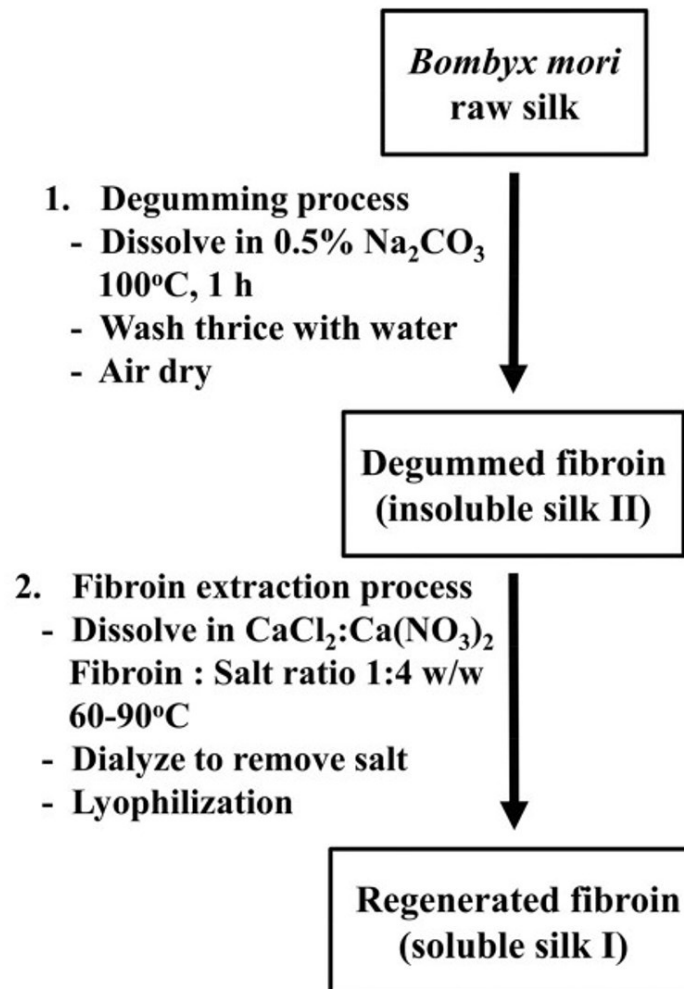 Bombyx mori
raw silk
1. Degumming process
- Dissolve in 0.5% Na₂CO₃
100ºC, 1 h
- Wash thrice with water
- Air dry
Degummed fibroin
(insoluble silk II)
2. Fibroin extraction process
- Dissolve in CaCl₂:Ca(NO₃)₂
Fibroin : Salt ratio 1:4 w/w
60-90ºC
- Dialyze to remove salt
- Lyophilization
Regenerated fibroin
(soluble silk I)